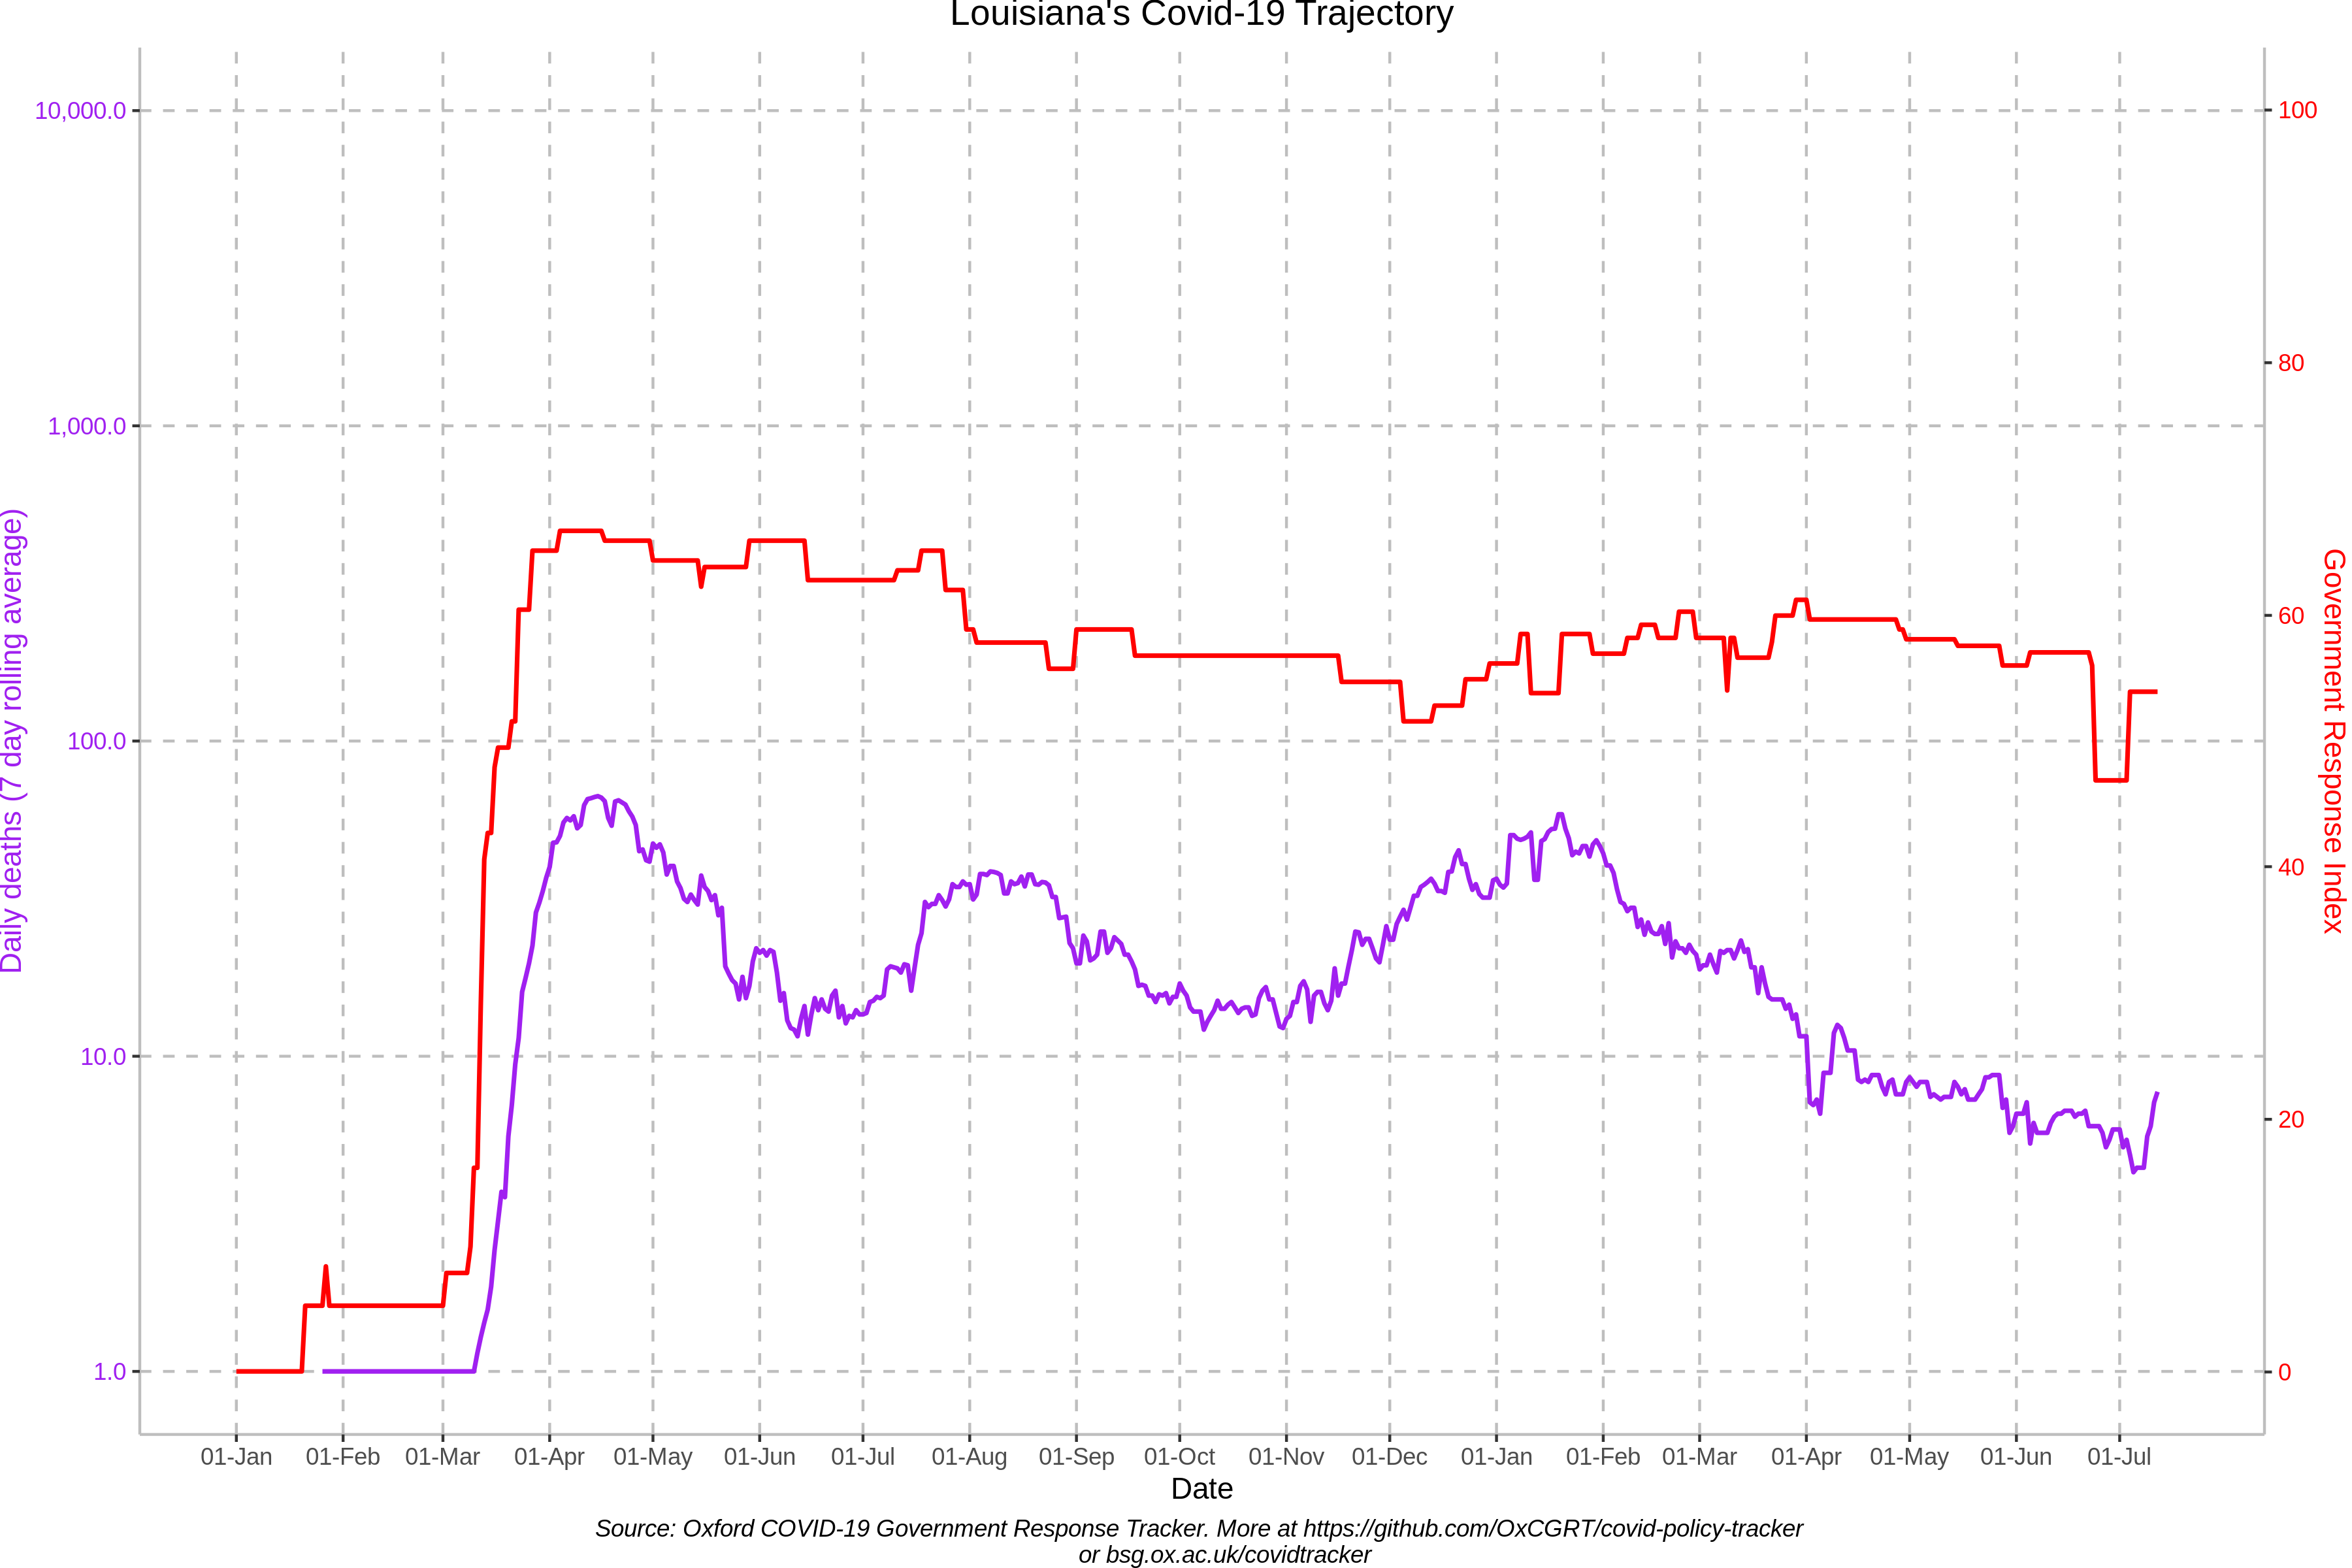 Louisiana's Covid-19 Trajectory
10,000.0
1,000.0
100.0
10.0
1.0
Daily deaths (7 day rolling average)
100
80
60
40
20
0
Government Response Index
01-Jan 01-Feb 01-Mar 01-Apr 01-May 01-Jun 01-Jul 01-Aug 01-Sep 01-Oct 01-Nov 01-Dec 01-Jan 01-Feb 01-Mar 01-Apr 01-May 01-Jun 01-Jul
Date
Source: Oxford COVID-19 Government Response Tracker. More at https://github.com/OxCGRT/covid-policy-tracker
or bsg.ox.ac.uk/covidtracker